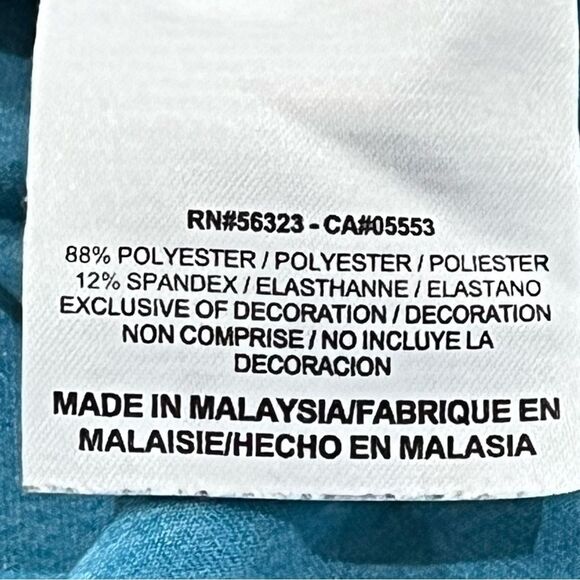 RN#56323 - CA#05553
88% POLYESTER / POLYESTER / POLIESTER
12% SPANDEX / ELASTHANNE / ELASTANO
EXCLUSIVE OF DECORATION / DECORATION
NON COMPRISE / NO INCLUYE LA
DECORACION
MADE IN MALAYSIA/FABRIQUE EN
MALAISIE/HECHO EN MALASIA